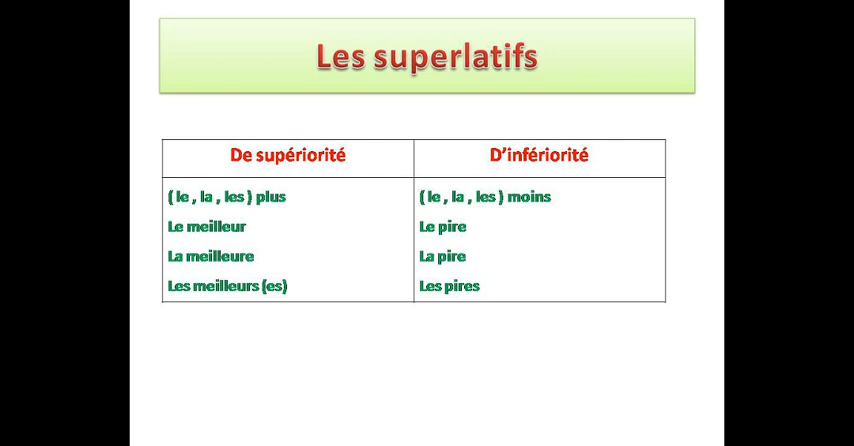 Les superlatifs
De supériorité
D'infériorité
( le , la , les ) plus
Le meilleur
La meilleure
Les meilleurs (es)
( le , la , les ) moins
Le pire
La pire
Les pires